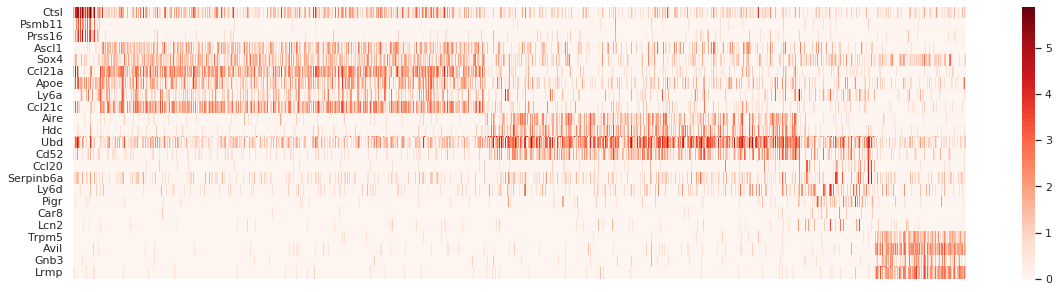 Ctsl
Psmb11
Prss16
Ascl1
Sox4
Ccl21a
Apoe
Ly6a
Ccl21c
Aire
Hdc
Ubd
Cd52
Ccl20
Serpinb6a
Ly6d
Pigr
Car8
Lcn2
Trpm5
Avil
Gnb3
Lrmp
5
4
3
2
1
0